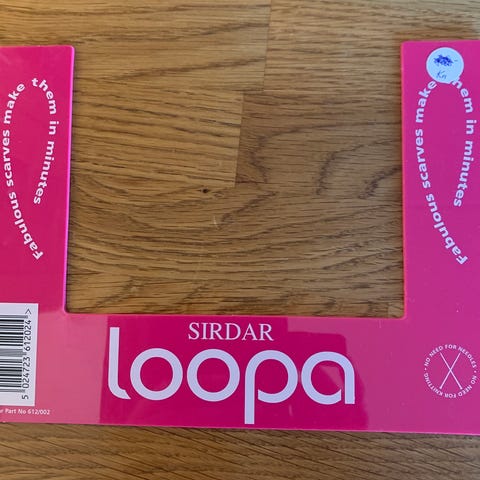 Fabulous scarves make them in minutes
Fabulous scarves make them in minutes
Kn
SIRDAR
loopa
NO NEED FOR NEEDLES • NO NEED FOR KNITTING •
5 024723 612024 >
r Part No 612/002